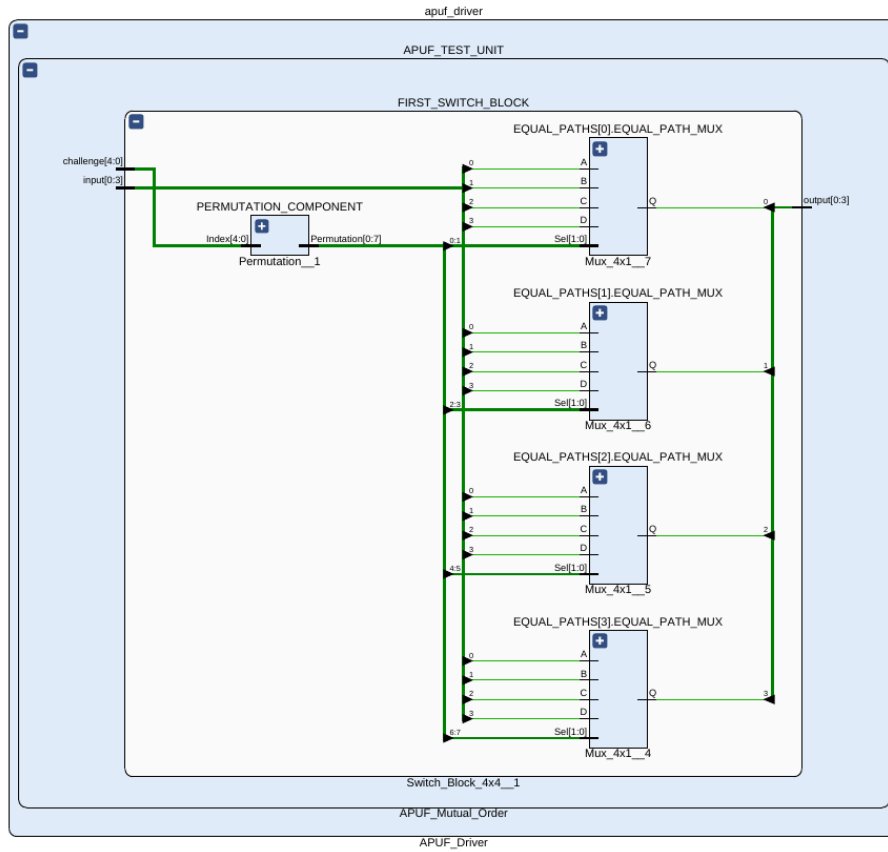 apuf_driver
APUF_TEST_UNIT
FIRST_SWITCH_BLOCK
EQUAL_PATHS[0].EQUAL_PATH_MUX
challenge[4:0]
input[0:3]
PERMUTATION_COMPONENT
Index[4:0]
Permutation[0:7]
Permutation__1
0
A
1
B
2
C
Q
0
output[0:3]
3
D
0:1
Sel[1:0]
Mux_4x1__7
EQUAL_PATHS[1].EQUAL_PATH_MUX
0
A
1
B
2
C
Q
1
3
D
2:3
Sel[1:0]
Mux_4x1__6
EQUAL_PATHS[2].EQUAL_PATH_MUX
0
A
1
B
2
C
Q
2
3
D
4:5
Sel[1:0]
Mux_4x1__5
EQUAL_PATHS[3].EQUAL_PATH_MUX
0
A
1
B
2
C
Q
3
3
D
6:7
Sel[1:0]
Mux_4x1__4
Switch_Block_4x4__1
APUF_Mutual_Order
APUF_Driver